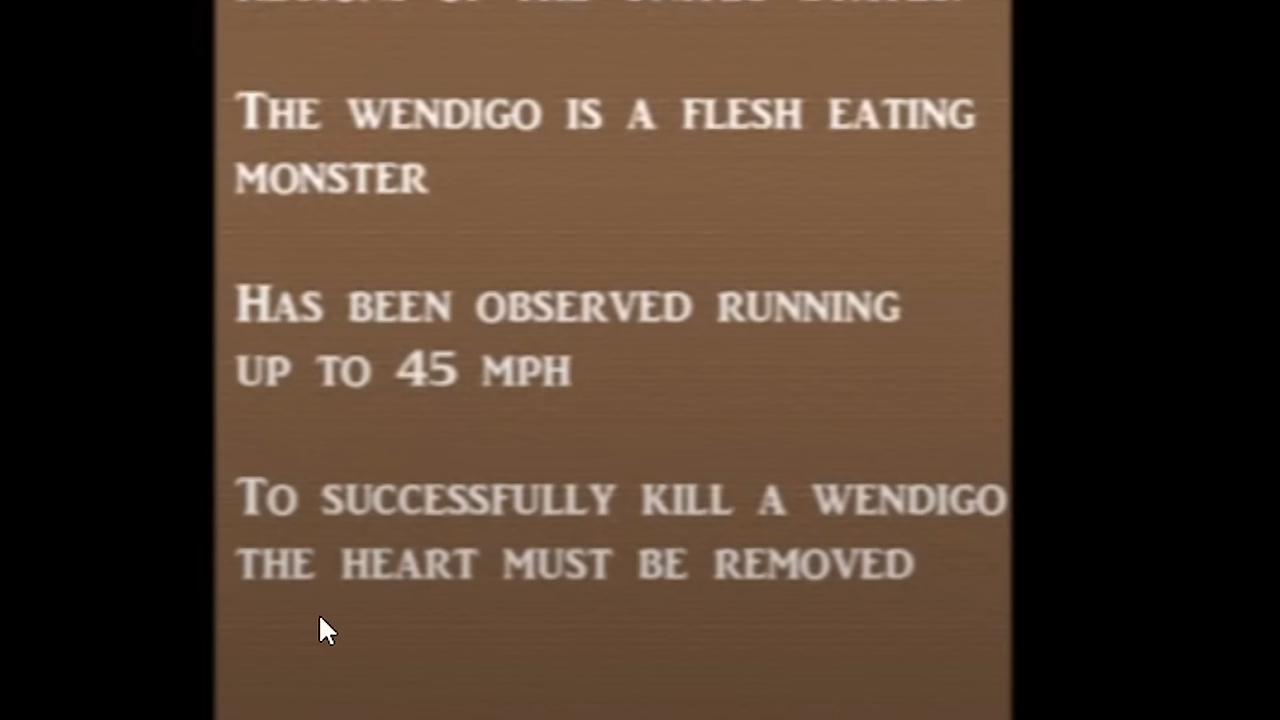 The wendigo is a flesh eating
monster
Has been observed running
up to 45 mph
To successfully kill a wendigo
the heart must be removed